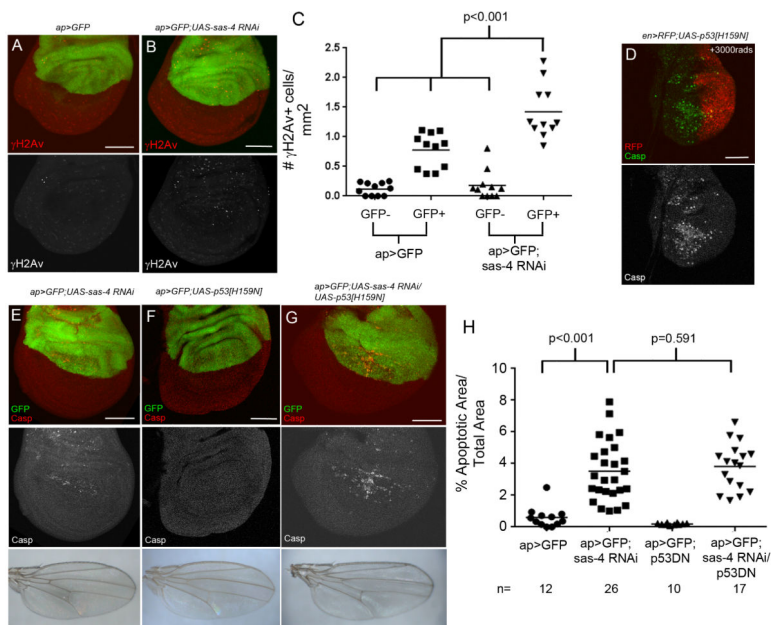 ap>GFP
ap>GFP;UAS-sas-4 RNAi
A
B
γH2Av
γH2Av
γH2Av
γH2Av
C
p<0.001
# γH2Av+ cells/
mm2
2.5
2.0
1.5
1.0
0.5
0.0
GFP- GFP+ GFP- GFP+
ap>GFP
ap>GFP;
sas-4 RNAi
en>RFP;UAS-p53[H159N]
D
+3000rads
RFP
Casp
Casp
ap>GFP;UAS-sas-4 RNAi
ap>GFP;UAS-p53[H159N]
ap>GFP;UAS-sas-4 RNAi/
UAS-p53[H159N]
E
F
G
GFP
Casp
GFP
Casp
GFP
Casp
Casp
Casp
Casp
H
p<0.001
p=0.591
% Apoptotic Area/
Total Area
10
8
6
4
2
0
ap>GFP
ap>GFP;
sas-4 RNAi
ap>GFP;
p53DN
ap>GFP;
sas-4 RNAi/
p53DN
n= 12 26 10 17